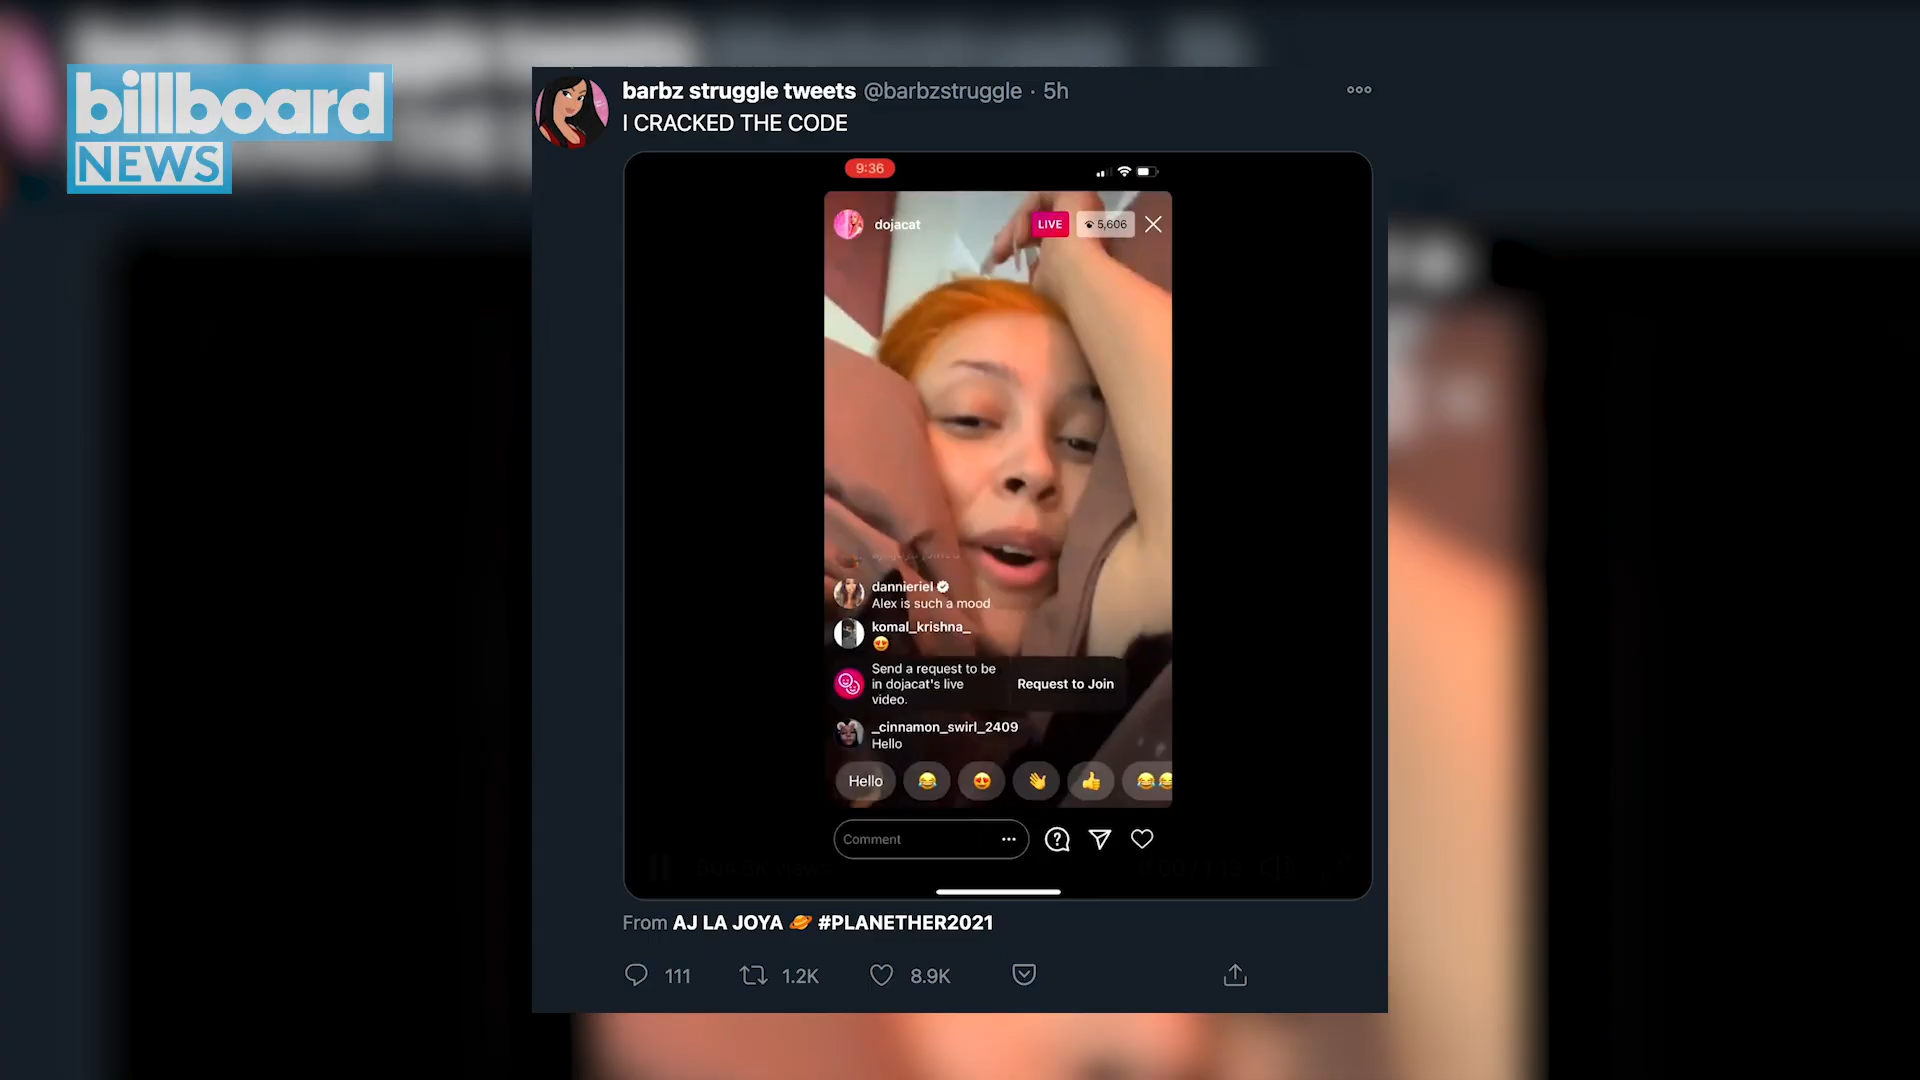 billboard
NEWS
barbz struggle tweets @barbzstruggle · 5h
I CRACKED THE CODE
9:36
dojacat
LIVE
5,606
dannieriel
Alex is such a mood
komal_krishna_
Send a request to be
in dojacat's live
video.
Request to Join
_cinnamon_swirl_2409
Hello
Hello
Comment
From AJ LA JOYA 🪐 #PLANETHER2021
111
1.2K
8.9K